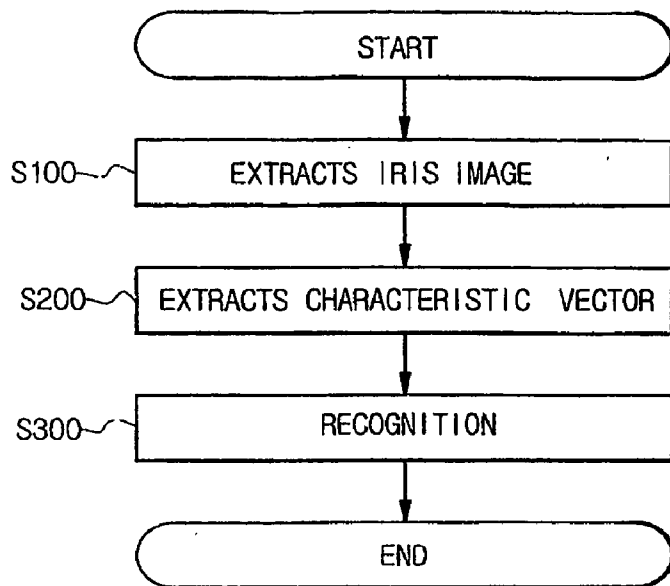 START
S100 EXTRACTS IRIS IMAGE
S200 EXTRACTS CHARACTERISTIC VECTOR
S300 RECOGNITION
END